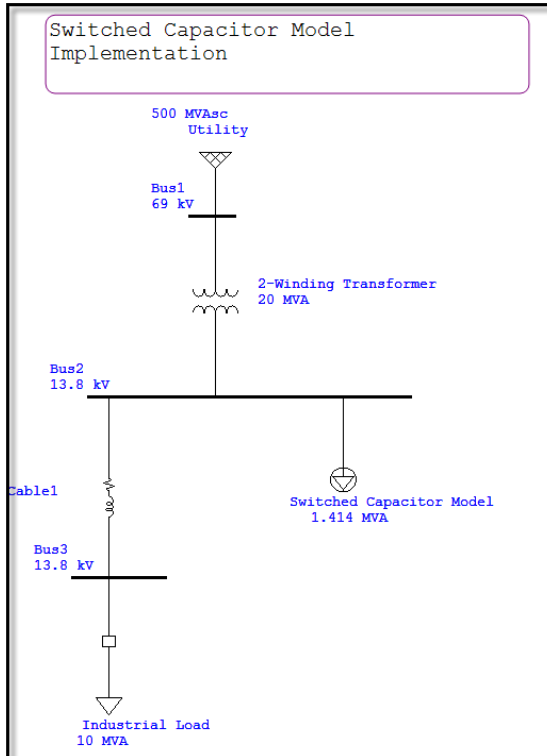 Switched Capacitor Model
Implementation
500 MVAsc
Utility
Bus1
69 kV
2-Winding Transformer
20 MVA
Bus2
13.8 kV
Cable1
Switched Capacitor Model
1.414 MVA
Bus3
13.8 kV
Industrial Load
10 MVA